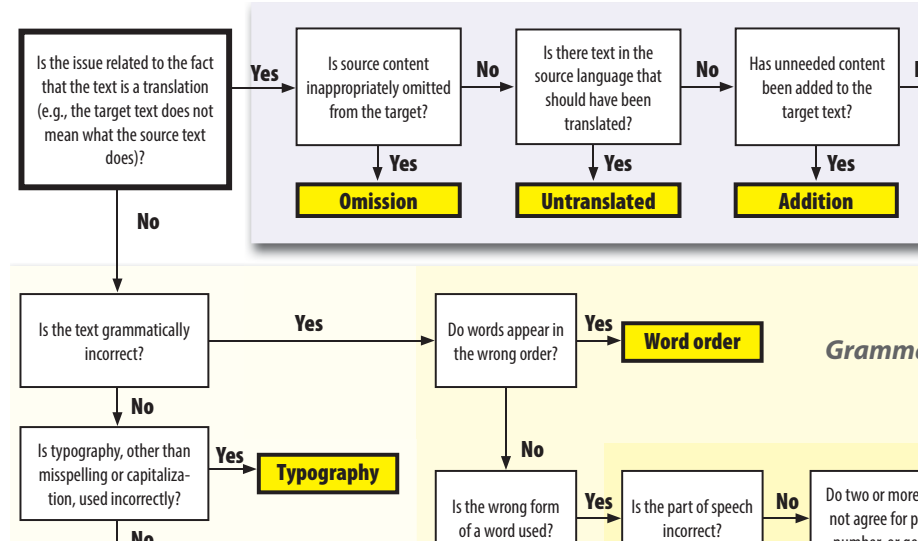 Is the issue related to the fact
that the text is a translation
(e.g., the target text does not
mean what the source text
does)?
Yes
Is source content
inappropriately omitted
from the target?
No
Is there text in the
source language that
should have been
translated?
No
Has unneeded content
been added to the
target text?
Yes
Omission
Yes
Untranslated
Yes
Addition
No
Is the text grammatically
incorrect?
Yes
Do words appear in
the wrong order?
Yes
Word order
No
Is typography, other than
misspelling or capitaliza-
tion, used incorrectly?
Yes
Typography
No
No
Is the wrong form
of a word used?
Yes
Is the part of speech
incorrect?
No
Do two or more
not agree for